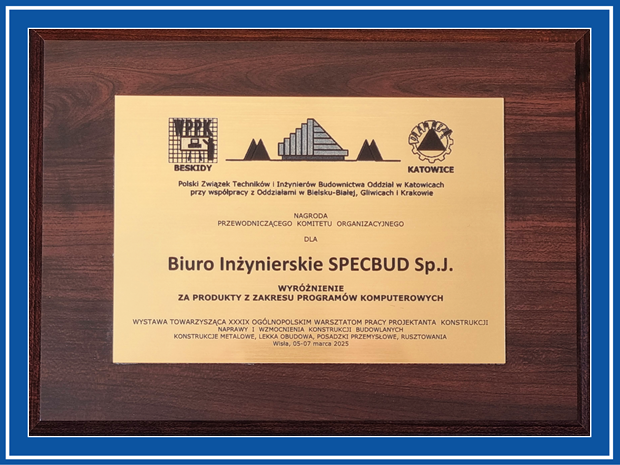 WPPK
BESKIDY
KATOWICE
Polski Związek Techników i Inżynierów Budownictwa Oddział w Katowicach
przy współpracy z Oddziałami w Bielsku-Białej, Gliwicach i Krakowie
NAGRODA
PRZEWODNICZĄCEGO KOMITETU ORGANIZACYJNEGO
DLA
Biuro Inżynierskie SPECBUD Sp.J.
WYRÓŻNIENIE
ZA PRODUKTY Z ZAKRESU PROGRAMÓW KOMPUTEROWYCH
WYSTAWA TOWARZYSZĄCA XXXIX OGÓLNOPOLSKIM WARSZTATOM PRACY PROJEKTANTA KONSTRUKCJI
NAPRAWY I WZMOCNIENIA KONSTRUKCJI BUDOWLANYCH
KONSTRUKCJE METALOWE, LEKKA OBUDOWA, POSADZKI PRZEMYSŁOWE, RUSZTOWANIA
Wisła, 05-07 marca 2025